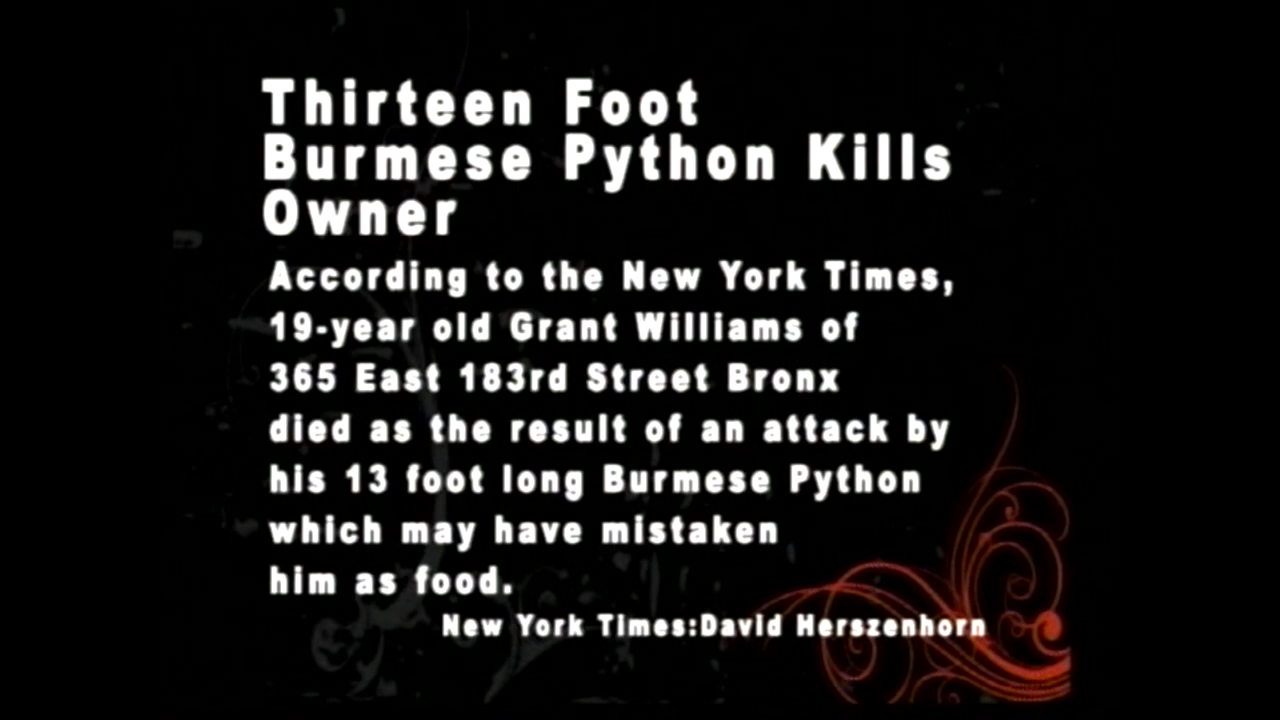 Thirteen Foot
Burmese Python Kills
Owner
According to the New York Times,
19-year old Grant Williams of
365 East 183rd Street Bronx
died as the result of an attack by
his 13 foot long Burmese Python
which may have mistaken
him as food.
New York Times:David Herszenhorn